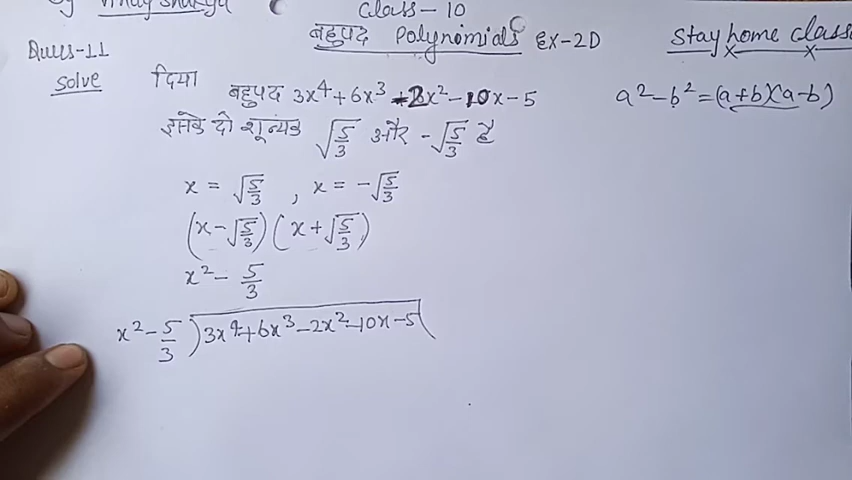 Class-10
बहुपद Polynimials Ex-2D
Stay home class
Ques-11
Solve
दिया बहुपद 3x⁴+6x³-2x²-10x-5
a²-b²=(a+b)(a-b)
इसके दो शून्यक √5/3 और -√5/3 है
x = √5/3 , x = -√5/3
(x-√5/3) (x+√5/3)
x² - 5/3
x²-5/3 ) 3x⁴+6x³-2x²-10x-5 (